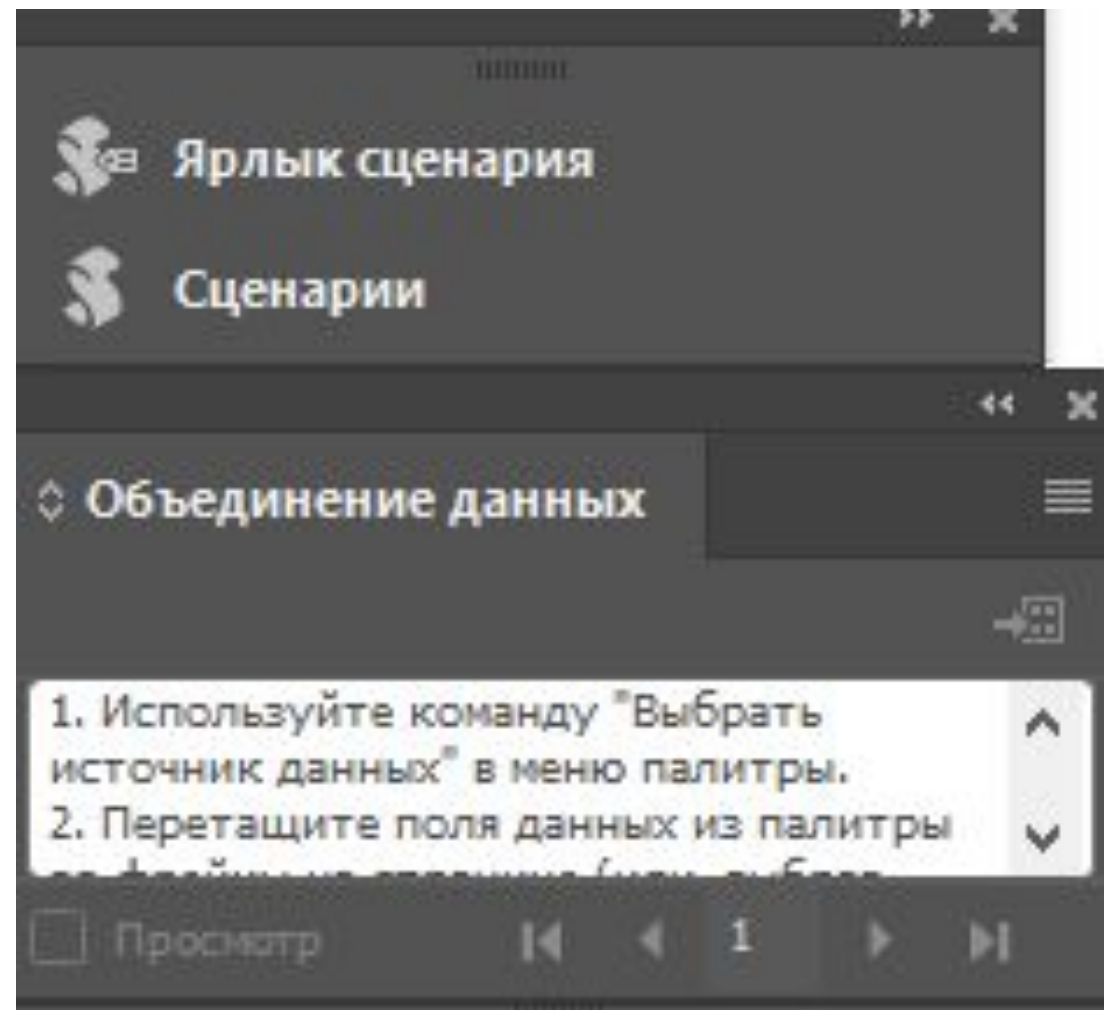 Ярлык сценария
Сценарии
Объединение данных
1. Используйте команду "Выбрать
источник данных" в меню палитры.
2. Перетащите поля данных из палитры
Просмотр
1